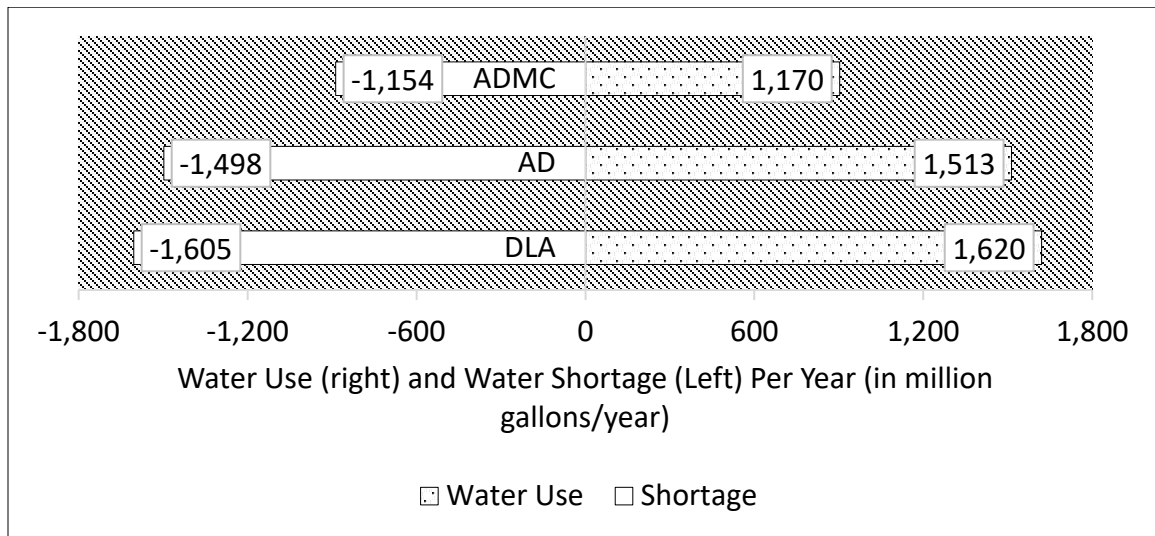 -1,154 ADMC 1,170
-1,498 AD 1,513
-1,605 DLA 1,620
-1,800 -1,200 -600 0 600 1,200 1,800
Water Use (right) and Water Shortage (Left) Per Year (in million
gallons/year)
Water Use Shortage